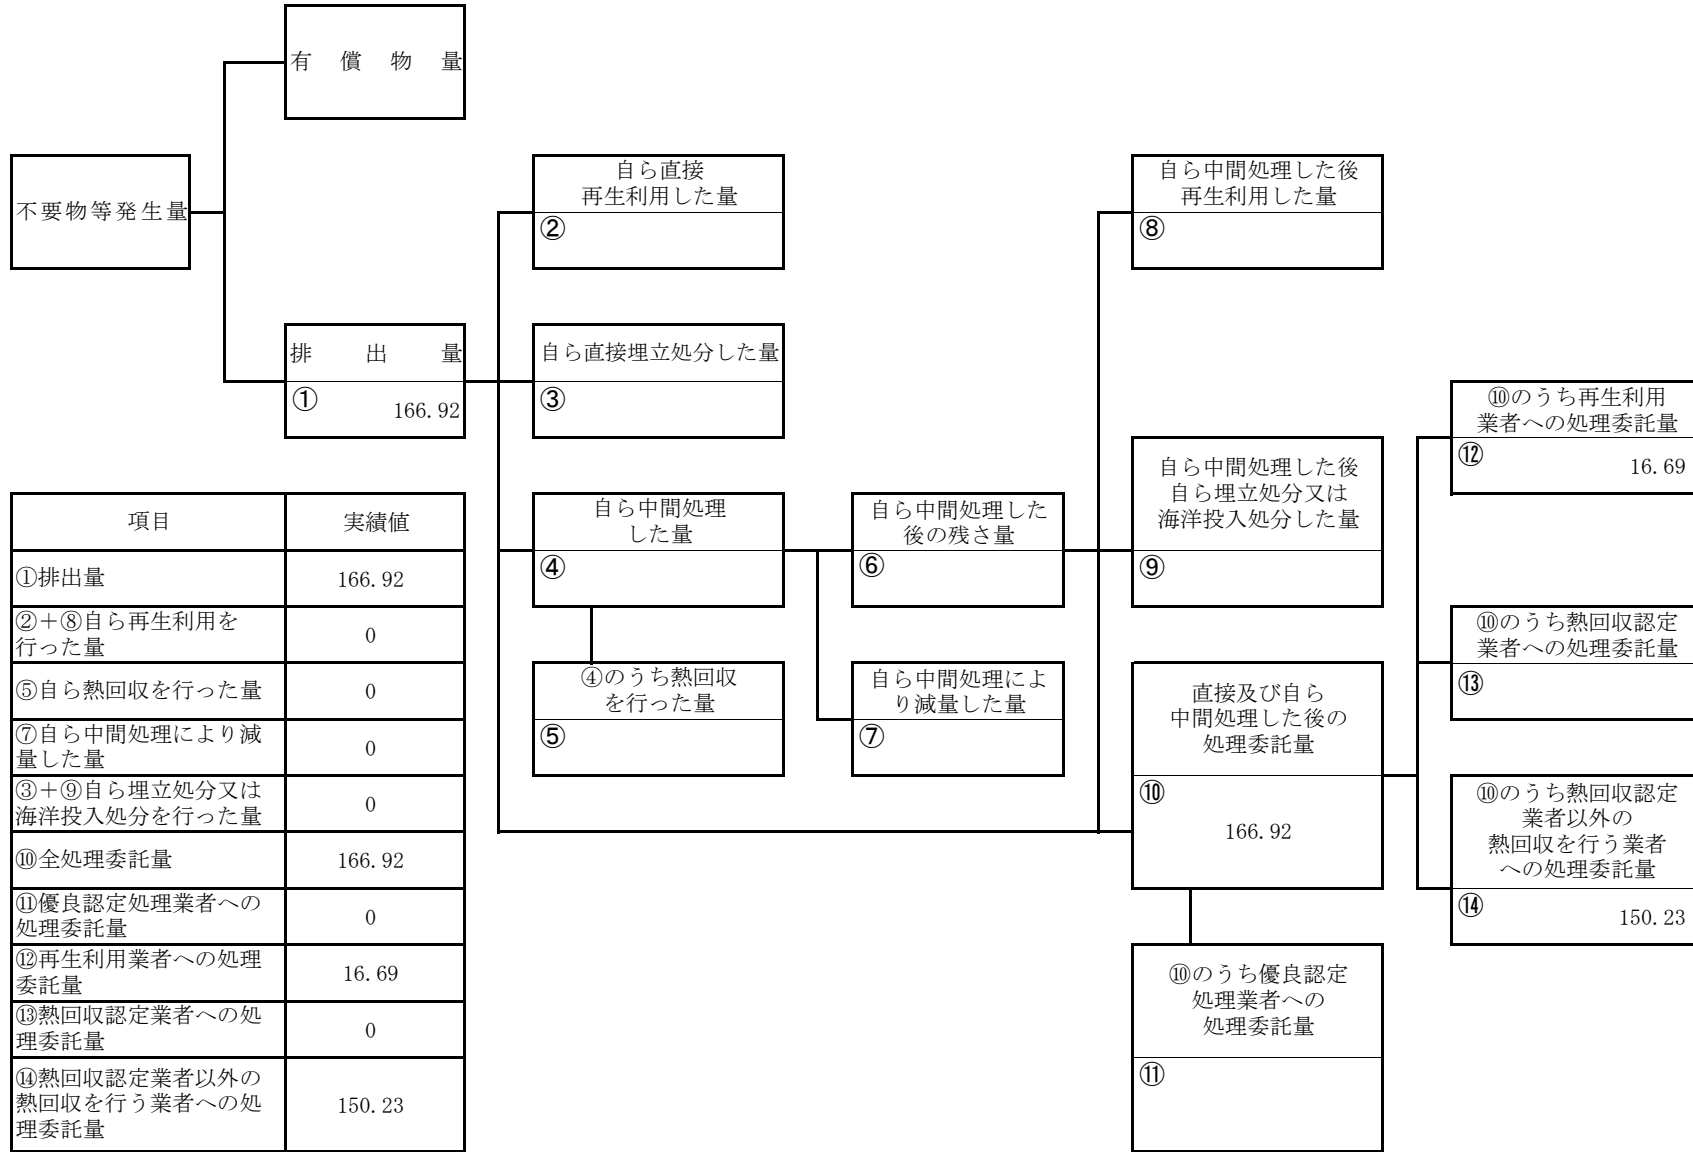 有償物量
不要物等発生量
排出量
①
166.92
自ら直接
再生利用した量
②
自ら直接埋立処分した量
③
自ら中間処理
した量
④
④のうち熱回収
を行った量
⑤
自ら中間処理した
後の残さ量
⑥
自ら中間処理によ
り減量した量
⑦
自ら中間処理した後
再生利用した量
⑧
自ら中間処理した後
自ら埋立処分又は
海洋投入処分した量
⑨
直接及び自ら
中間処理した後の
処理委託量
⑩
166.92
⑩のうち優良認定
処理業者への
処理委託量
⑪
⑩のうち再生利用
業者への処理委託量
⑫
16.69
⑩のうち熱回収認定
業者への処理委託量
⑬
⑩のうち熱回収認定
業者以外の
熱回収を行う業者
への処理委託量
⑭
150.23
項目 実績値
①排出量 166.92
②＋⑧自ら再生利用を
行った量
0
⑤自ら熱回収を行った量 0
⑦自ら中間処理により減
量した量
0
③＋⑨自ら埋立処分又は
海洋投入処分を行った量
0
⑩全処理委託量 166.92
⑪優良認定処理業者への
処理委託量
0
⑫再生利用業者への処理
委託量
16.69
⑬熱回収認定業者への処
理委託量
0
⑭熱回収認定業者以外の
熱回収を行う業者への処
理委託量
150.23